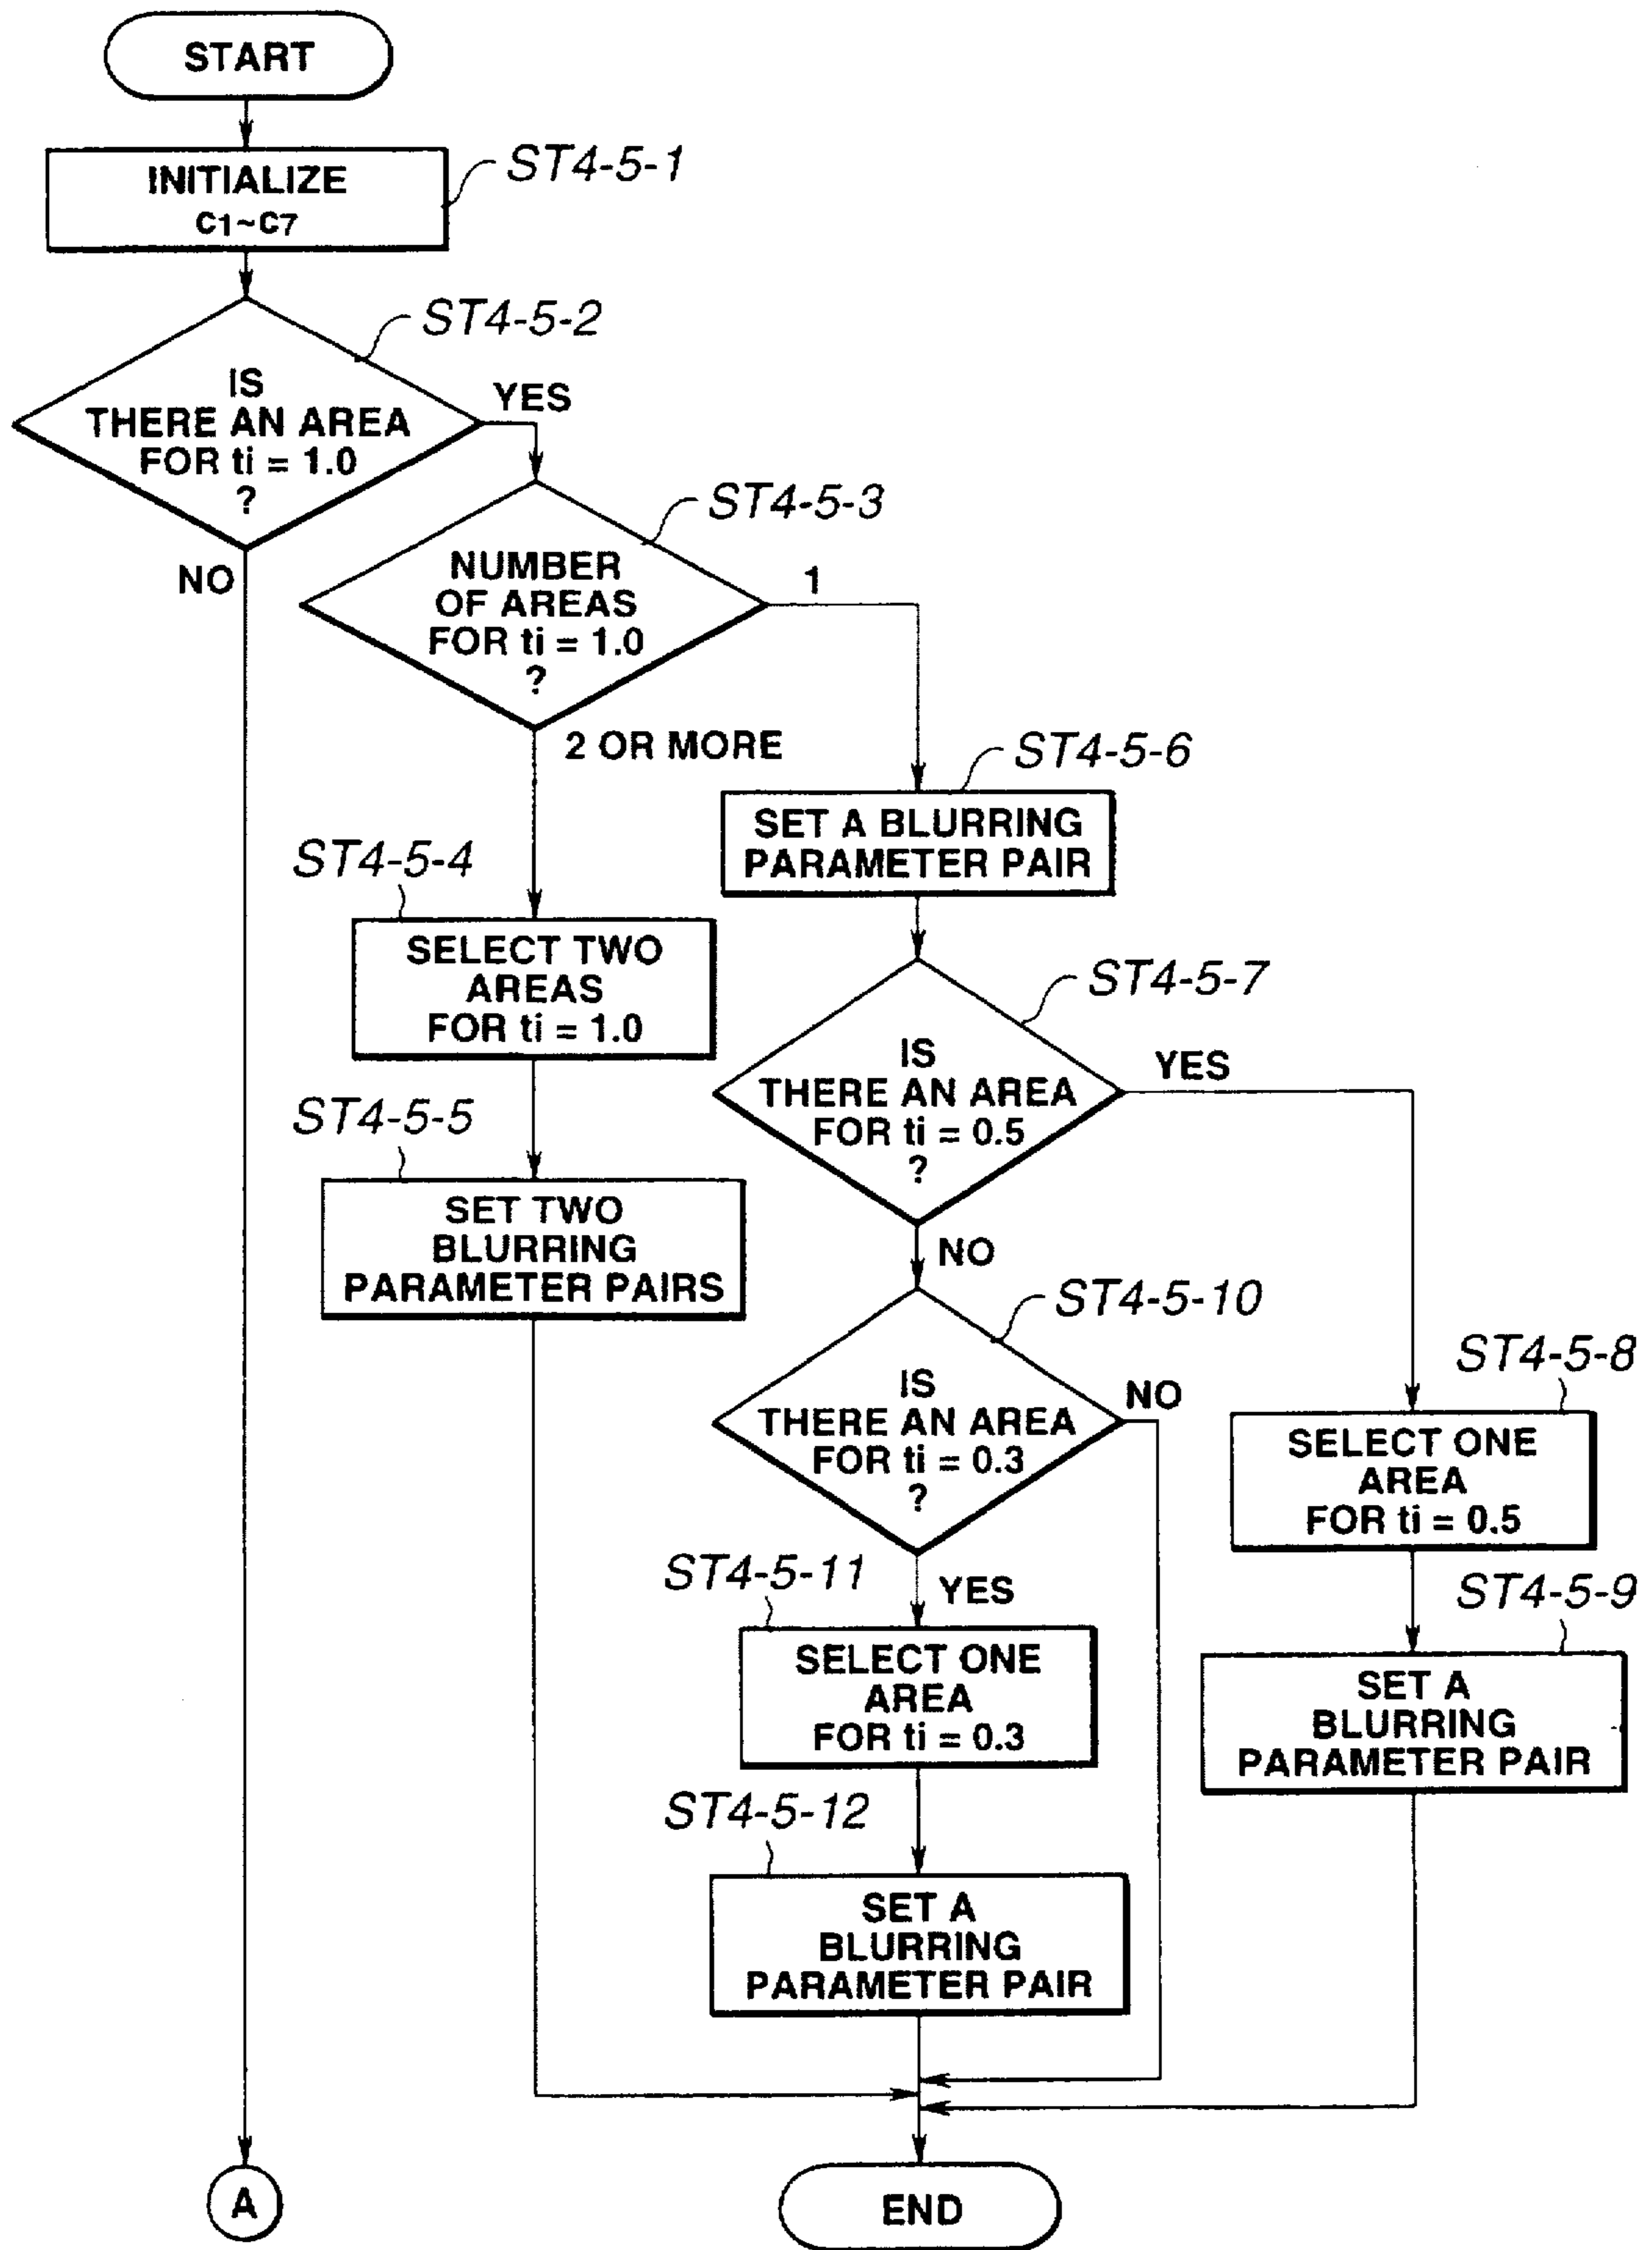 START
INITIALIZE
C1~C7
ST4-5-1
ST4-5-2
IS
THERE AN AREA
FOR ti = 1.0
?
YES
NO
ST4-5-3
NUMBER
OF AREAS
FOR ti = 1.0
?
1
2 OR MORE
ST4-5-4
SELECT TWO
AREAS
FOR ti = 1.0
ST4-5-5
SET TWO
BLURRING
PARAMETER PAIRS
ST4-5-6
SET A BLURRING
PARAMETER PAIR
ST4-5-7
IS
THERE AN AREA
FOR ti = 0.5
?
YES
NO
ST4-5-8
SELECT ONE
AREA
FOR ti = 0.5
ST4-5-9
SET A
BLURRING
PARAMETER PAIR
ST4-5-10
IS
THERE AN AREA
FOR ti = 0.3
?
NO
YES
ST4-5-11
SELECT ONE
AREA
FOR ti = 0.3
ST4-5-12
SET A
BLURRING
PARAMETER PAIR
A
END